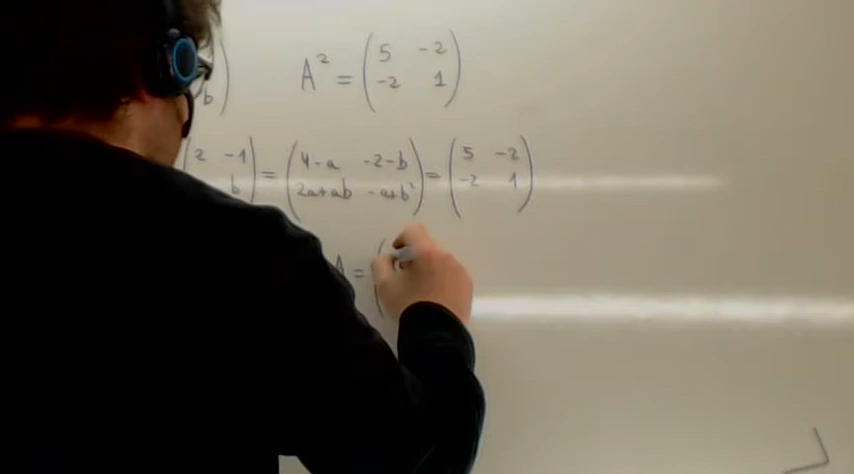 b) A² = (5 -2 -2 1)
(2 -1 b) = (4-a -2-b 2a+ab -a+b²) = (5 -2 -2 1)
A = (